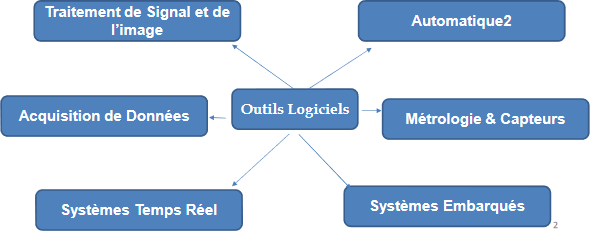 Traitement de Signal et de
l'image
Automatique2
Outils Logiciels
Acquisition de Données
Métrologie & Capteurs
Systèmes Temps Réel
Systèmes Embarqués
2